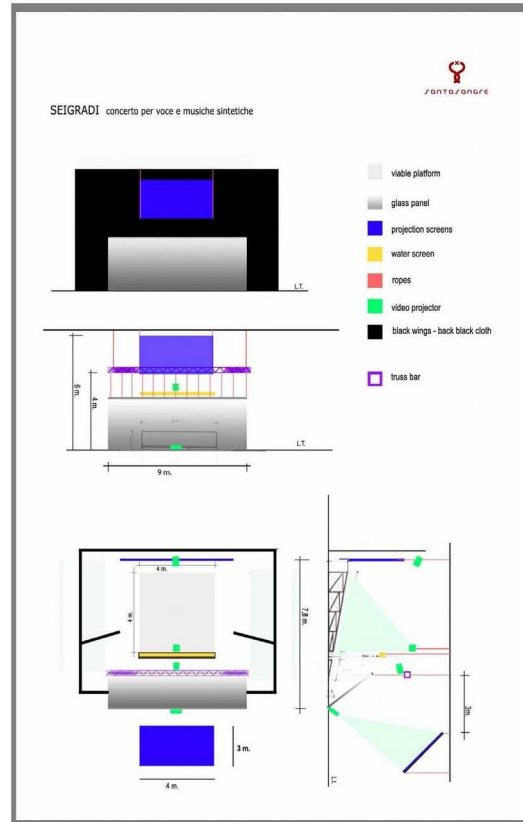 santasangre
SEIGRADI concerto per voce e musiche sintetiche
viable platform
glass panel
projection screens
water screen
ropes
video projector
black wings - back black cloth
truss bar
L.T.
6 m.
4 m.
L.T.
9 m.
4 m.
4 m.
7,8 m.
3m.
3 m.
4 m.
L.T.